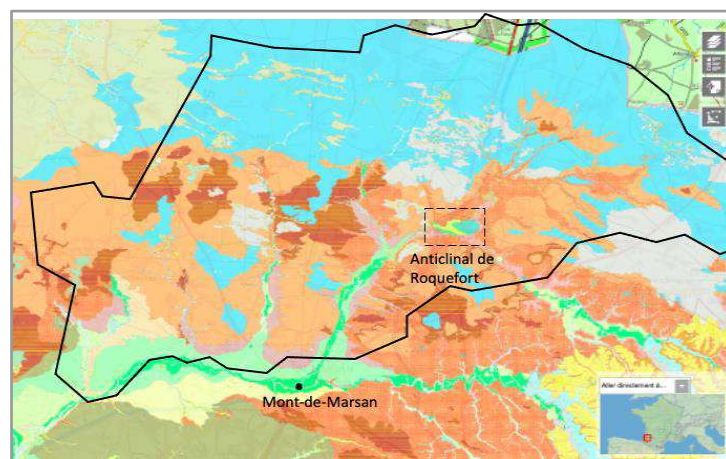 Anticlinal de
Roquefort
Mont-de-Marsan
Aller directement à...